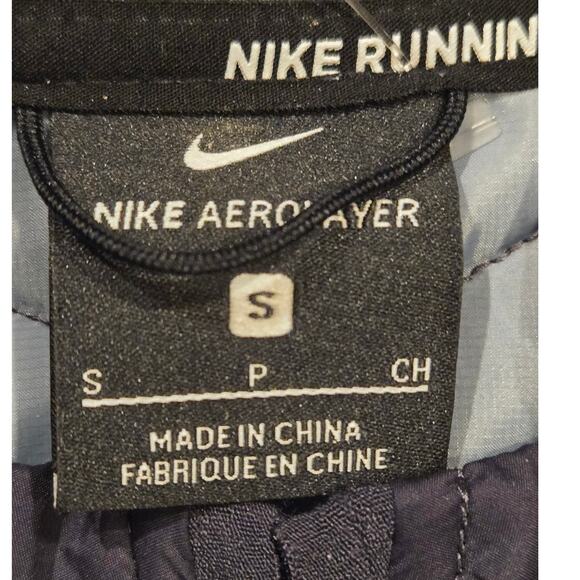 NIKE RUNNIN
NIKE AEROLAYER
S
S P CH
MADE IN CHINA
FABRIQUE EN CHINE